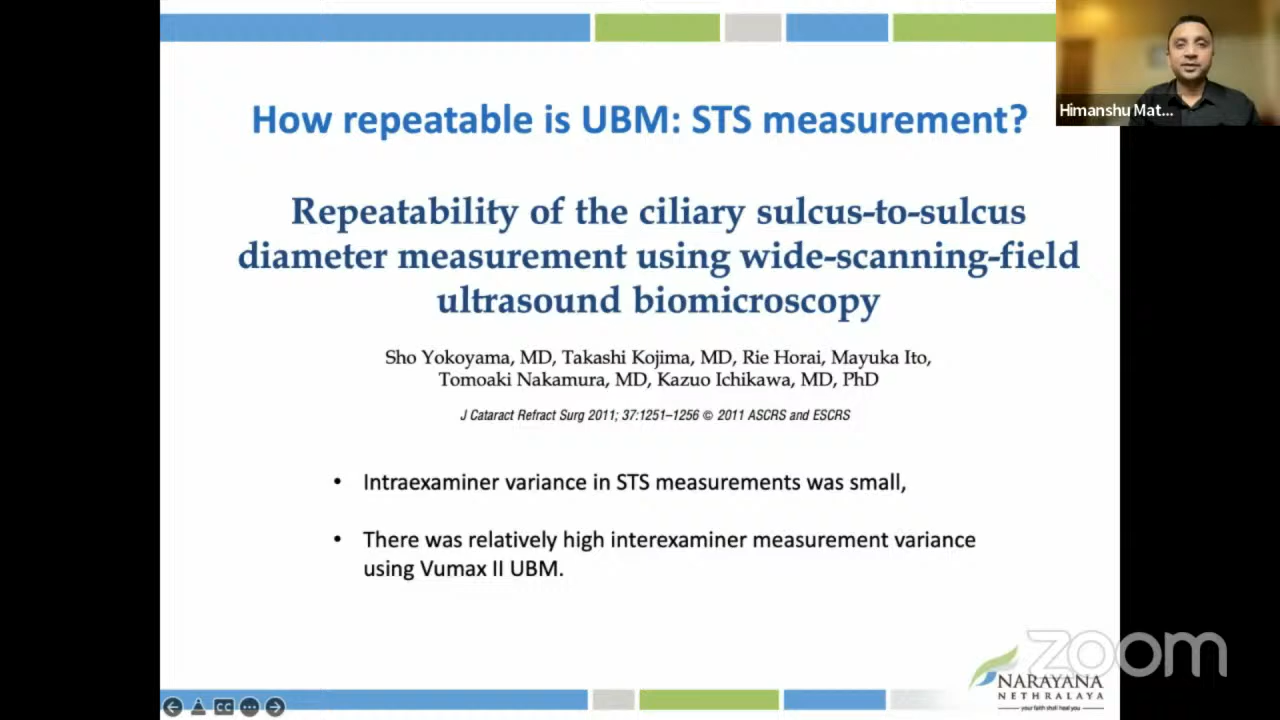 How repeatable is UBM: STS measurement?
Himanshu Mat...
Repeatability of the ciliary sulcus-to-sulcus
diameter measurement using wide-scanning-field
ultrasound biomicroscopy
Sho Yokoyama, MD, Takashi Kojima, MD, Rie Horai, Mayuka Ito,
Tomoaki Nakamura, MD, Kazuo Ichikawa, MD, PhD
J Cataract Refract Surg 2011; 37:1251–1256 © 2011 ASCRS and ESCRS
• Intraexaminer variance in STS measurements was small,
• There was relatively high interexaminer measurement variance
using Vumax II UBM.
zoom
NARAYANA
NETHRALAYA
your faith shall heal you
CC